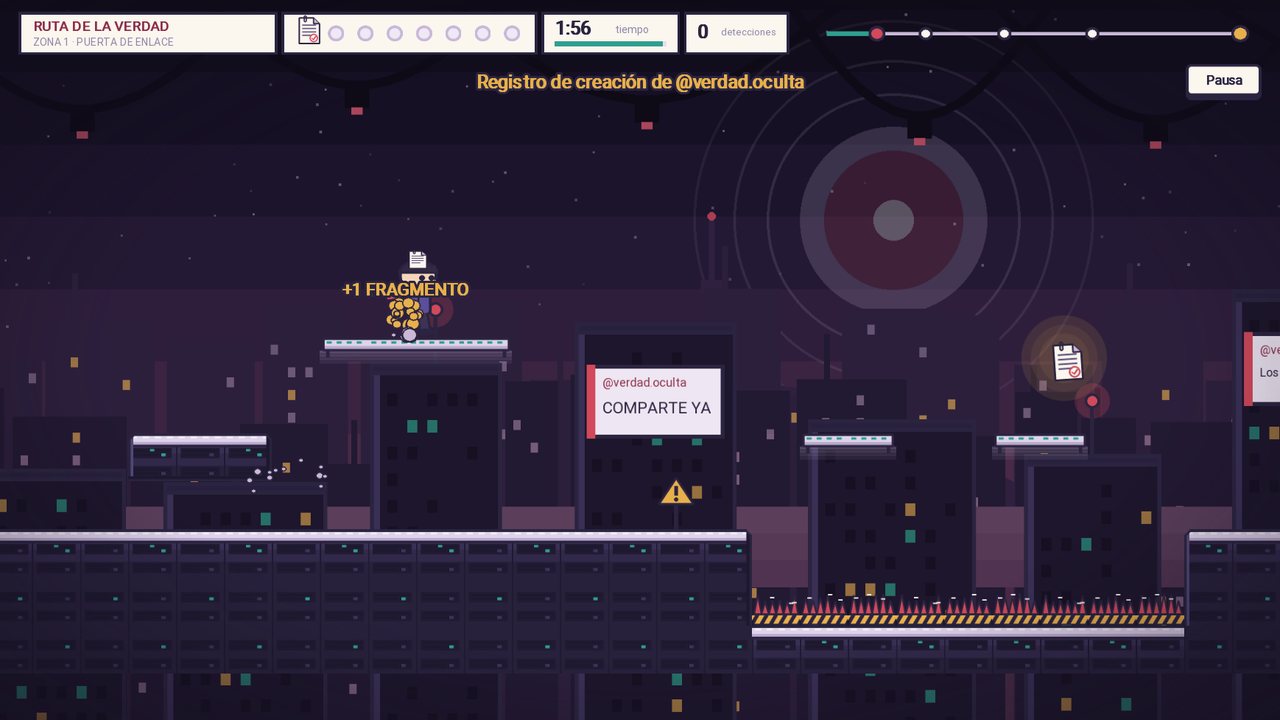 RUTA DE LA VERDAD
ZONA 1 · PUERTA DE ENLACE
1:56 tiempo
0 detecciones
Registro de creación de @verdad.oculta
Pausa
+1 FRAGMENTO
@verdad.oculta
COMPARTE YA
@ve
Los